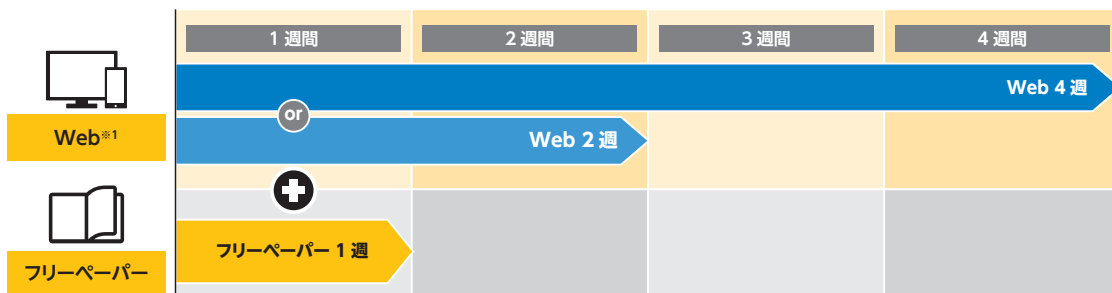 1 週間 2 週間 3 週間 4 週間
Web 4 週
or
Web※1
Web 2 週
フリーペーパー 1 週
フリーペーパー